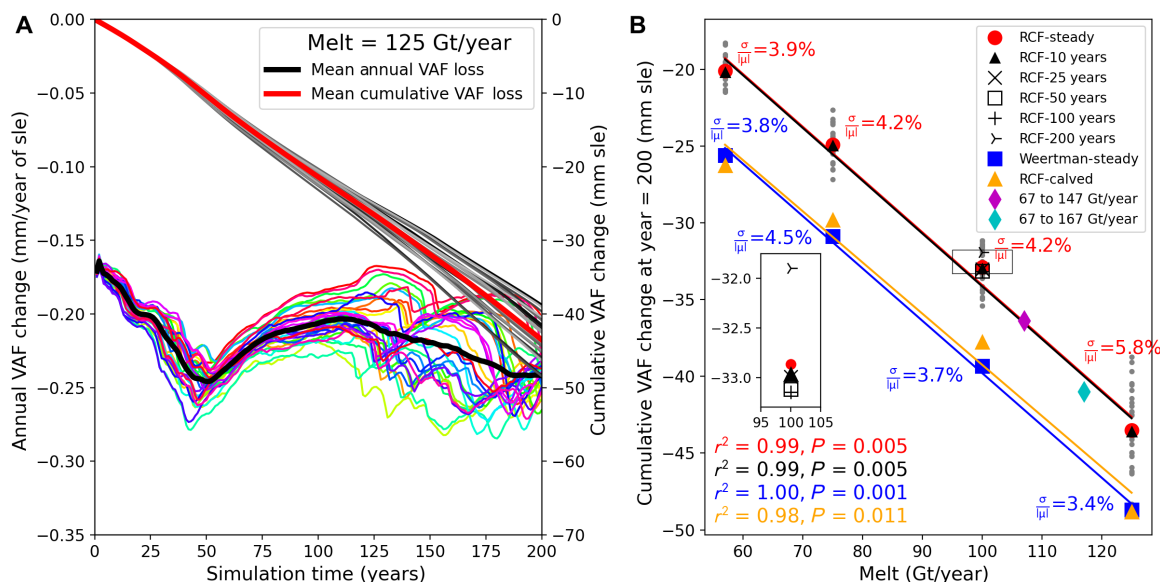 A
Melt = 125 Gt/year
Mean annual VAF loss
Mean cumulative VAF loss
Annual VAF change (mm/year of sle)
0.00
−0.05
−0.10
−0.15
−0.20
−0.25
−0.30
−0.35
0
25
50
75
100
125
150
175
200
Simulation time (years)
0
−10
−20
−30
−40
−50
−60
−70
Cumulative VAF change (mm sle)
B
Cumulative VAF change at year = 200 (mm sle)
−20
−25
−30
−35
−40
−45
−50
60
70
80
90
100
110
120
Melt (Gt/year)
RCF-steady
RCF-10 years
RCF-25 years
RCF-50 years
RCF-100 years
RCF-200 years
Weertman-steady
RCF-calved
67 to 147 Gt/year
67 to 167 Gt/year
σ/|μ|=3.9%
σ/|μ|=4.2%
σ/|μ|=4.2%
σ/|μ|=5.8%
σ/|μ|=3.8%
σ/|μ|=4.5%
σ/|μ|=3.7%
σ/|μ|=3.4%
−32.0
−32.5
−33.0
95
100
105
r² = 0.99, P = 0.005
r² = 0.99, P = 0.005
r² = 1.00, P = 0.001
r² = 0.98, P = 0.011